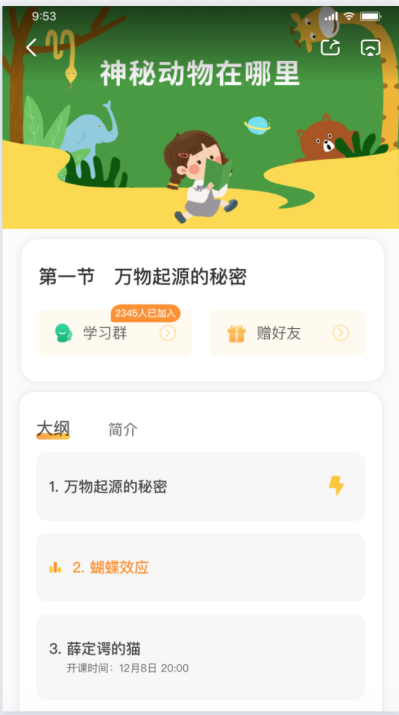 9:53
神秘动物在哪里
第一节 万物起源的秘密
2345人已加入
学习群
赠好友
大纲
简介
1. 万物起源的秘密
2. 蝴蝶效应
3. 薛定谔的猫
开课时间：12月8日 20:00